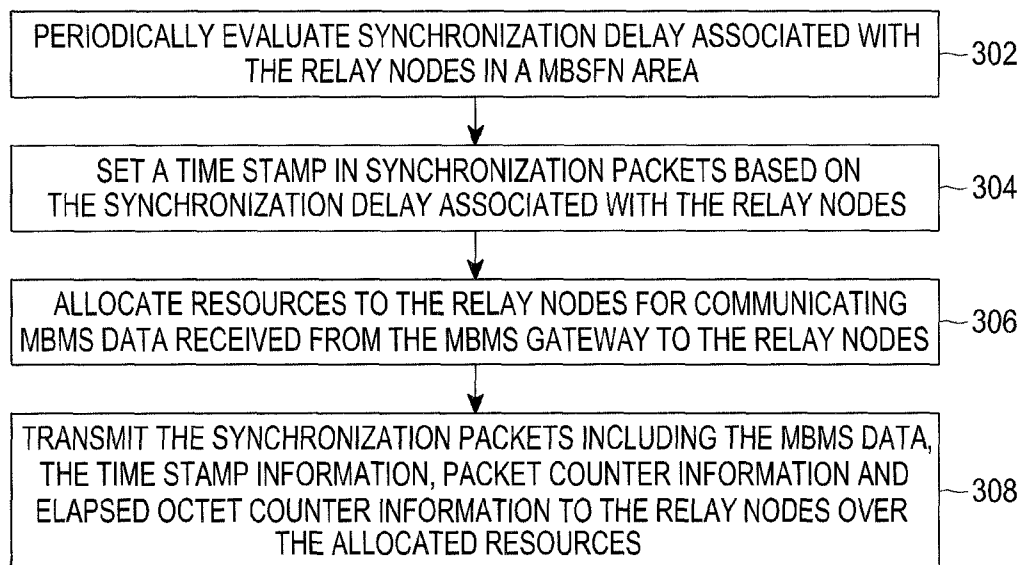 PERIODICALLY EVALUATE SYNCHRONIZATION DELAY ASSOCIATED WITH
THE RELAY NODES IN A MBSFN AREA
302
SET A TIME STAMP IN SYNCHRONIZATION PACKETS BASED ON
THE SYNCHRONIZATION DELAY ASSOCIATED WITH THE RELAY NODES
304
ALLOCATE RESOURCES TO THE RELAY NODES FOR COMMUNICATING
MBMS DATA RECEIVED FROM THE MBMS GATEWAY TO THE RELAY NODES
306
TRANSMIT THE SYNCHRONIZATION PACKETS INCLUDING THE MBMS DATA,
THE TIME STAMP INFORMATION, PACKET COUNTER INFORMATION AND
ELAPSED OCTET COUNTER INFORMATION TO THE RELAY NODES OVER
THE ALLOCATED RESOURCES
308